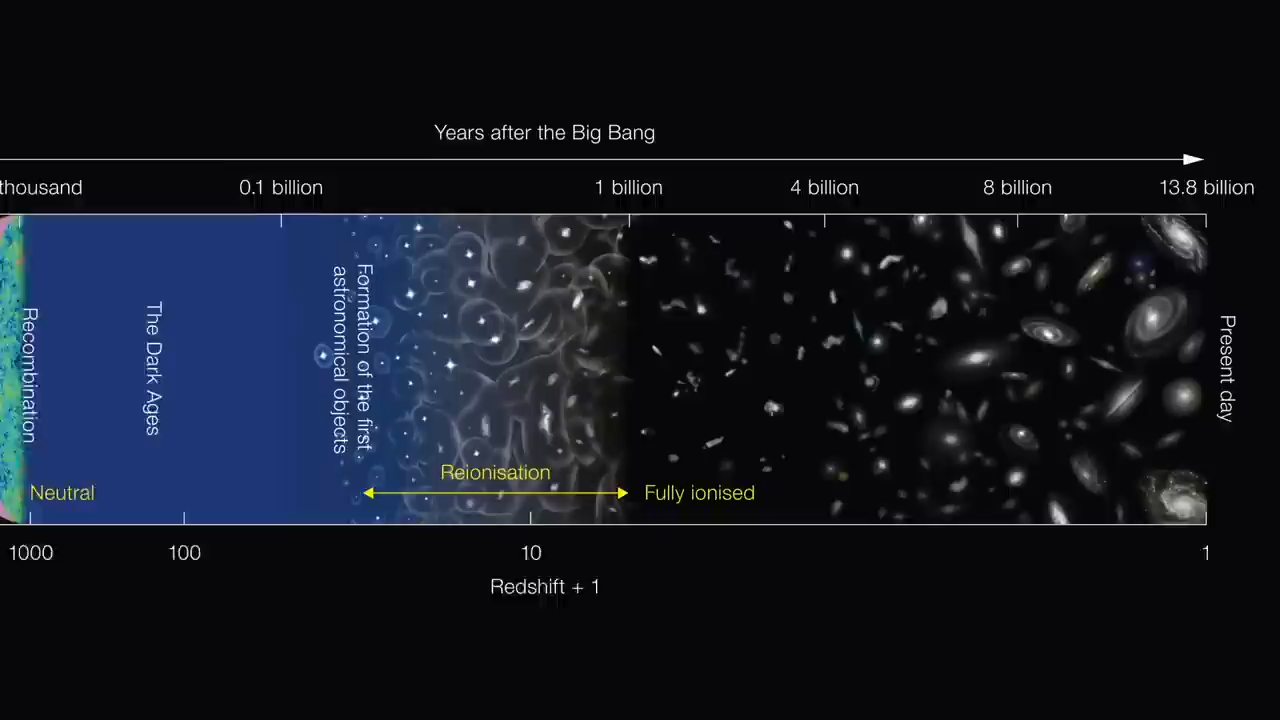 Years after the Big Bang
thousand
0.1 billion
1 billion
4 billion
8 billion
13.8 billion
Recombination
The Dark Ages
Formation of the first
astronomical objects
Present day
Reionisation
Neutral
Fully ionised
1000
100
10
1
Redshift + 1